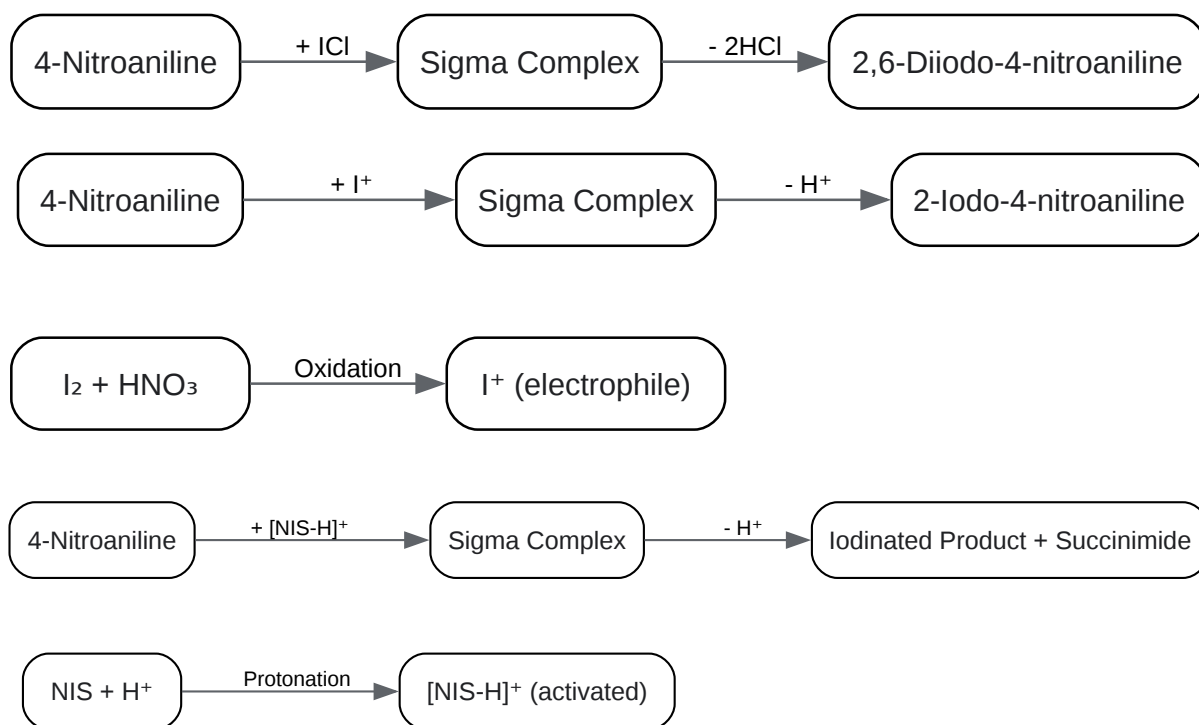 4-Nitroaniline + ICl Sigma Complex - 2HCl 2,6-Diiodo-4-nitroaniline
4-Nitroaniline + I⁺ Sigma Complex - H⁺ 2-Iodo-4-nitroaniline
I₂ + HNO₃ Oxidation I⁺ (electrophile)
4-Nitroaniline + [NIS-H]⁺ Sigma Complex - H⁺ Iodinated Product + Succinimide
NIS + H⁺ Protonation [NIS-H]⁺ (activated)